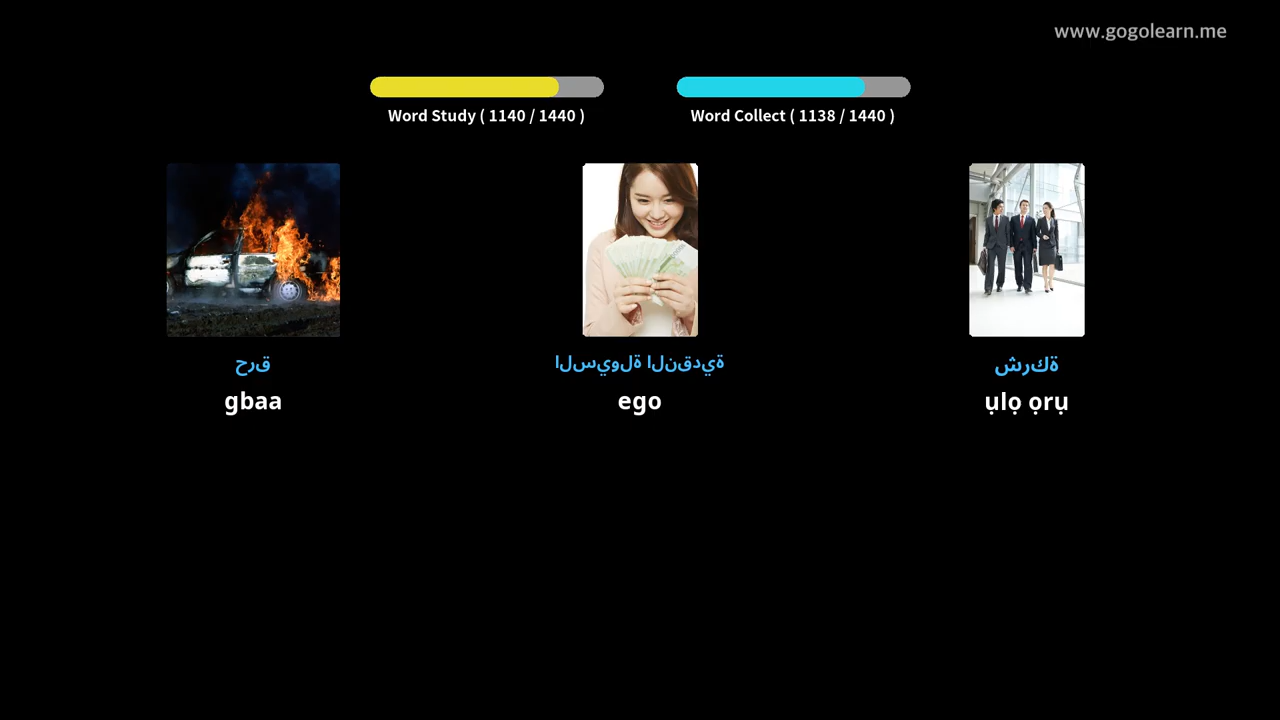 www.gogolearn.me
Word Study ( 1140 / 1440 )
Word Collect ( 1138 / 1440 )
حرق
السيولة النقدية
شركة
gbaa
ego
ụlọ ọrụ